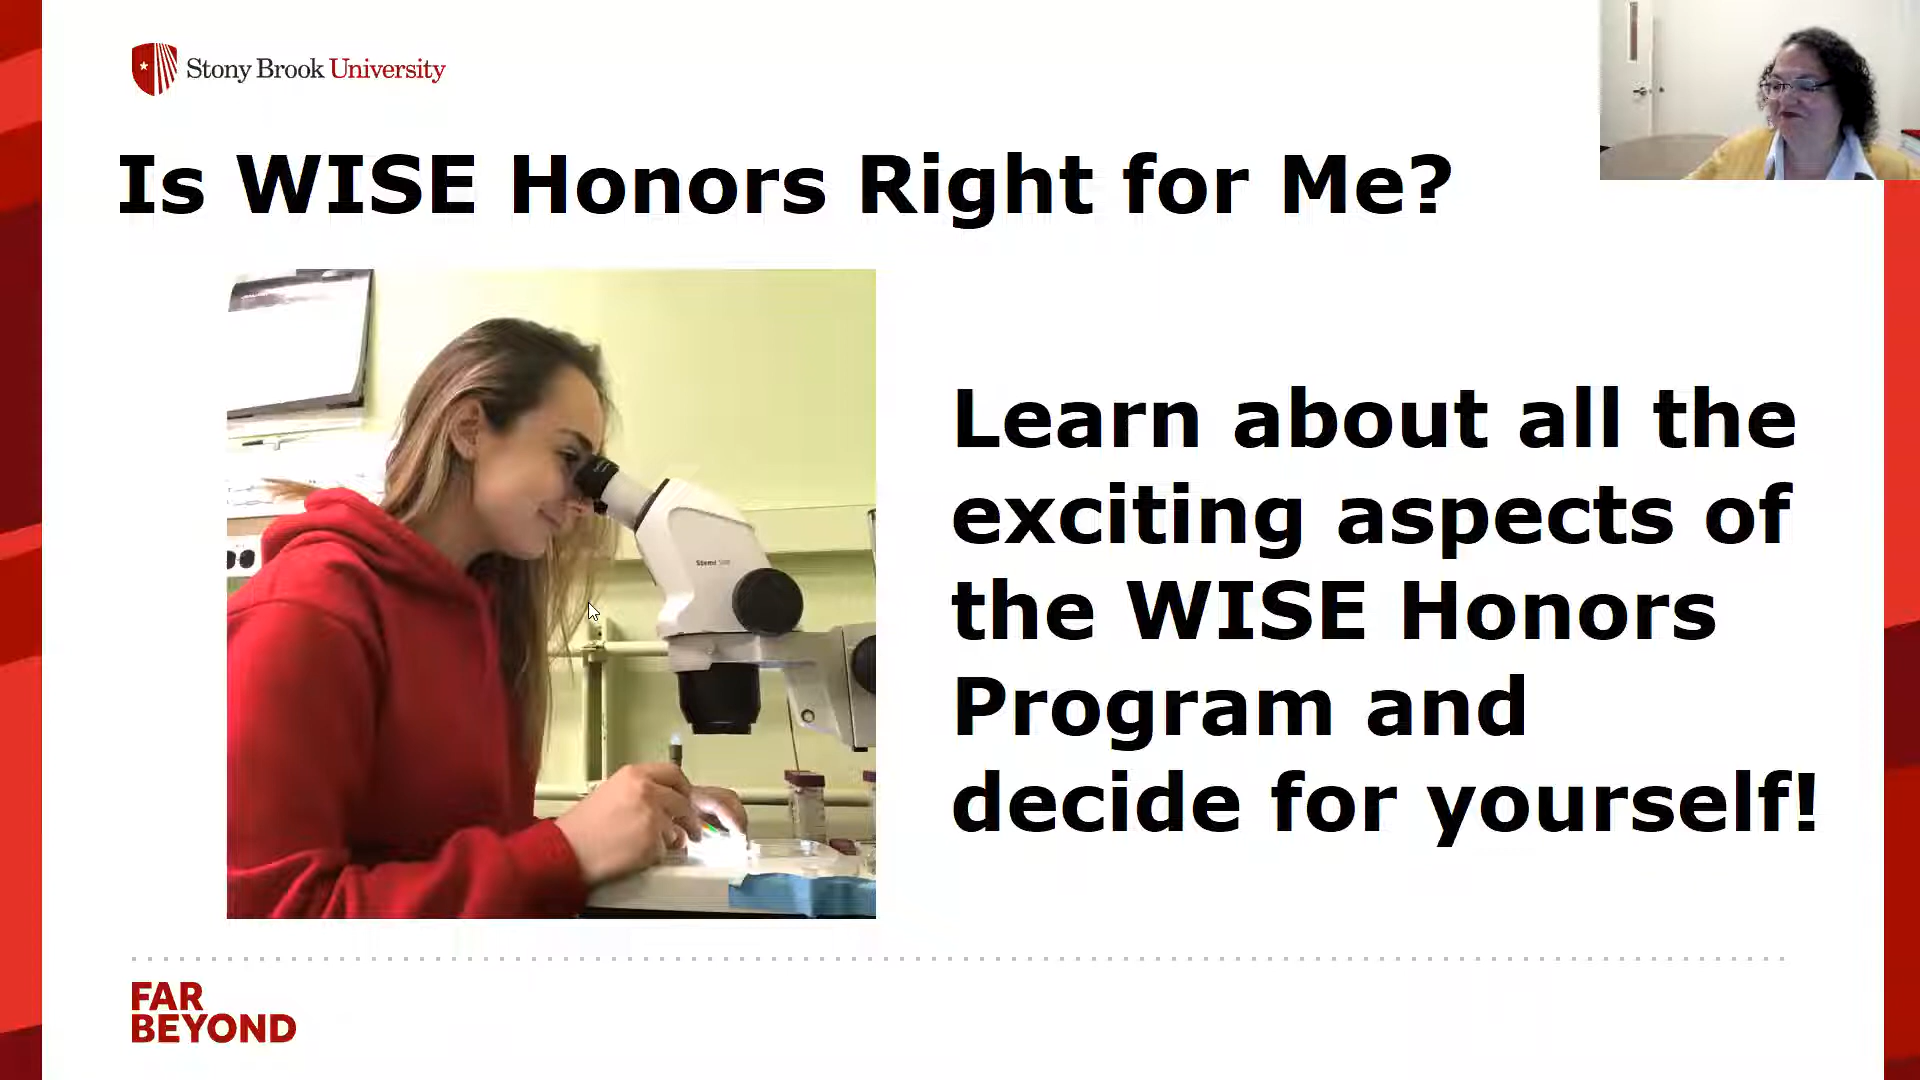 Stony Brook University
Is WISE Honors Right for Me?
Stemi
Learn about all the
exciting aspects of
the WISE Honors
Program and
decide for yourself!
FAR
BEYOND